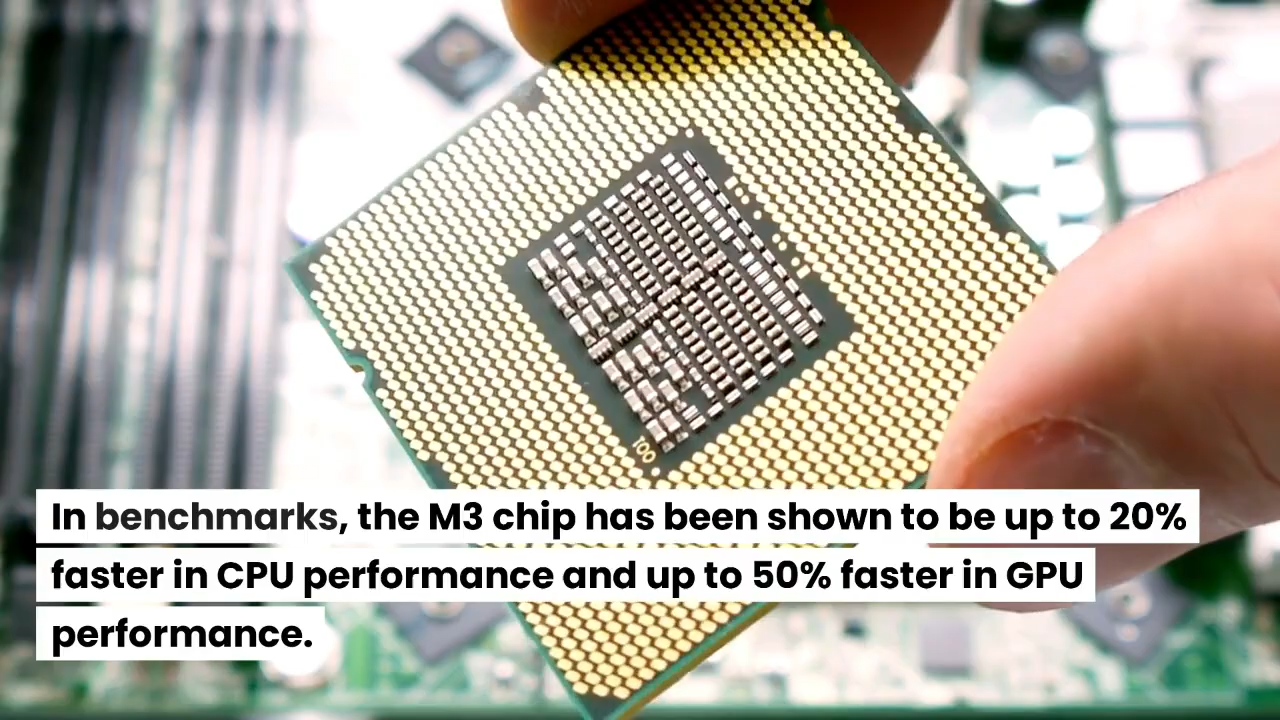 In benchmarks, the M3 chip has been shown to be up to 20%
faster in CPU performance and up to 50% faster in GPU
performance.
100